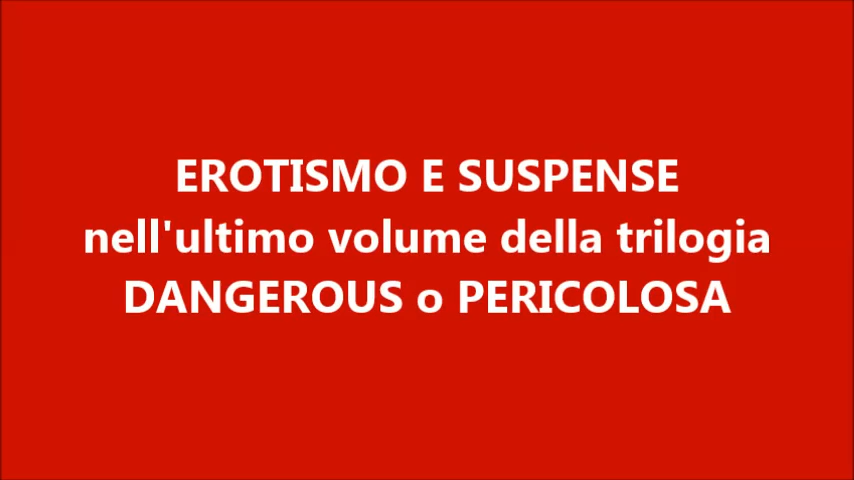 EROTISMO E SUSPENSE
nell'ultimo volume della trilogia
DANGEROUS o PERICOLOSA